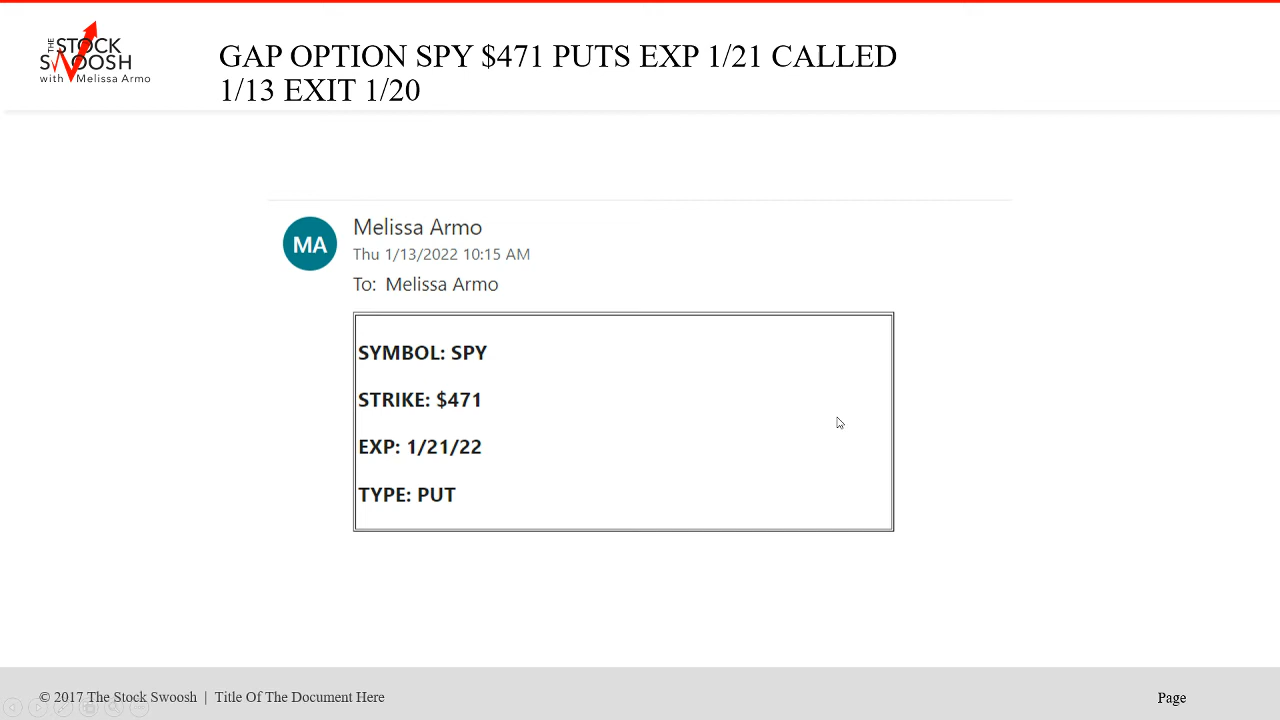 THE
STOCK
SWOOSH
with Melissa Armo
GAP OPTION SPY $471 PUTS EXP 1/21 CALLED
1/13 EXIT 1/20
MA
Melissa Armo
Thu 1/13/2022 10:15 AM
To: Melissa Armo
SYMBOL: SPY
STRIKE: $471
EXP: 1/21/22
TYPE: PUT
© 2017 The Stock Swoosh | Title Of The Document Here
Page